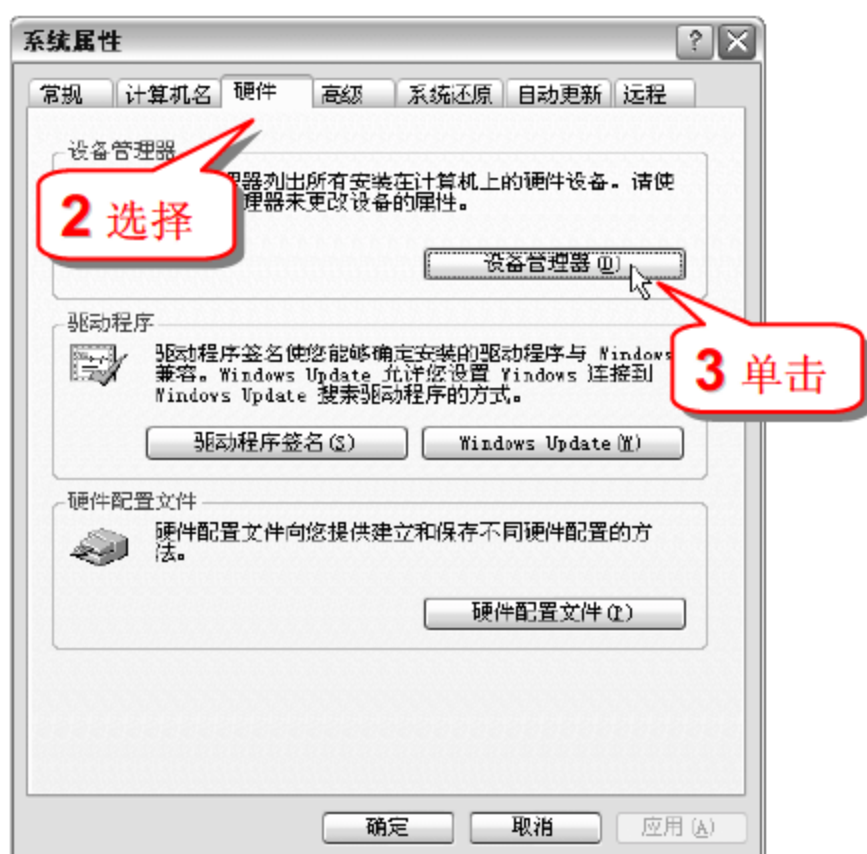 系统属性
常规 计算机名 硬件 高级 系统还原 自动更新 远程
设备管理器
理器列出所有安装在计算机上的硬件设备。请使
理器来更改设备的属性。
2 选择
设备管理器(D)
驱动程序
驱动程序签名使您能够确定安装的驱动程序与 Windows
兼容。Windows Update 允许您设置 Windows 连接到
Windows Update 搜索驱动程序的方式。
3 单击
驱动程序签名(S) Windows Update(W)
硬件配置文件
硬件配置文件向您提供建立和保存不同硬件配置的方
法。
硬件配置文件(P)
确定 取消 应用(A)